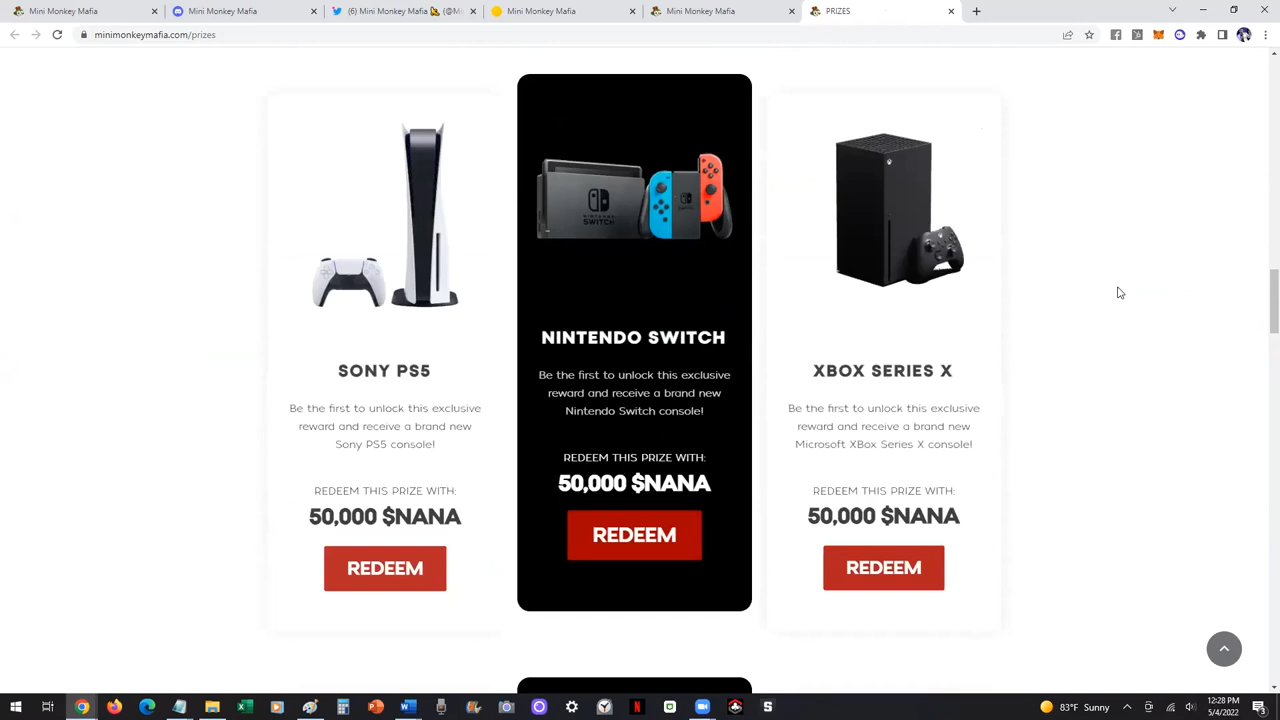 Mini Monkey Mafia
Mini Monkey Mafia
(6) Mini Monkey Mafia
Mini Monkey Mafia
Mini Monkey Mafia
PRIZES
minimonkeymafia.com/prizes
NINTENDO
SWITCH
SONY PS5
Be the first to unlock this exclusive
reward and receive a brand new
Sony PS5 console!
REDEEM THIS PRIZE WITH:
50,000 $NANA
REDEEM
NINTENDO SWITCH
Be the first to unlock this exclusive
reward and receive a brand new
Nintendo Switch console!
REDEEM THIS PRIZE WITH:
50,000 $NANA
REDEEM
XBOX SERIES X
Be the first to unlock this exclusive
reward and receive a brand new
Microsoft XBox Series X console!
REDEEM THIS PRIZE WITH:
50,000 $NANA
REDEEM
83°F Sunny
12:28 PM
5/4/2022